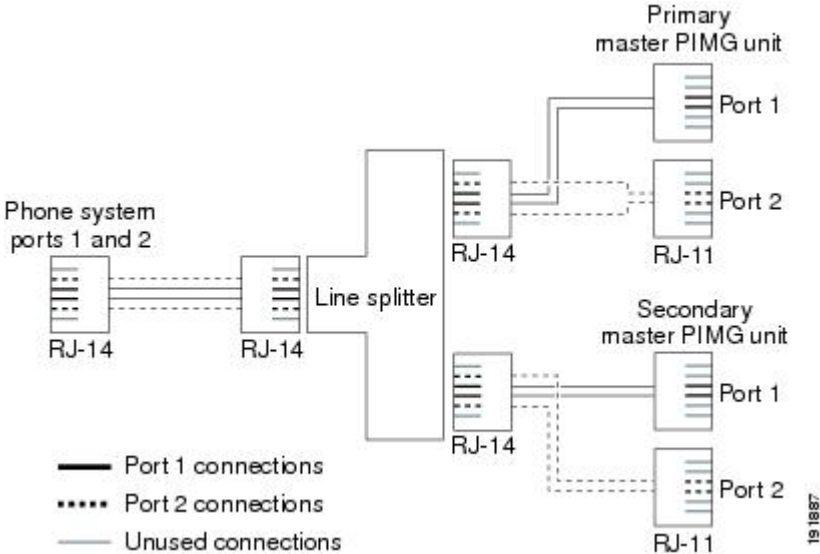 Primary
master PIMG unit
Port 1
Port 2
RJ-14
RJ-11
Phone system
ports 1 and 2
RJ-14
RJ-14
Line splitter
Secondary
master PIMG unit
Port 1
RJ-14
Port 2
RJ-11
Port 1 connections
Port 2 connections
Unused connections
191887